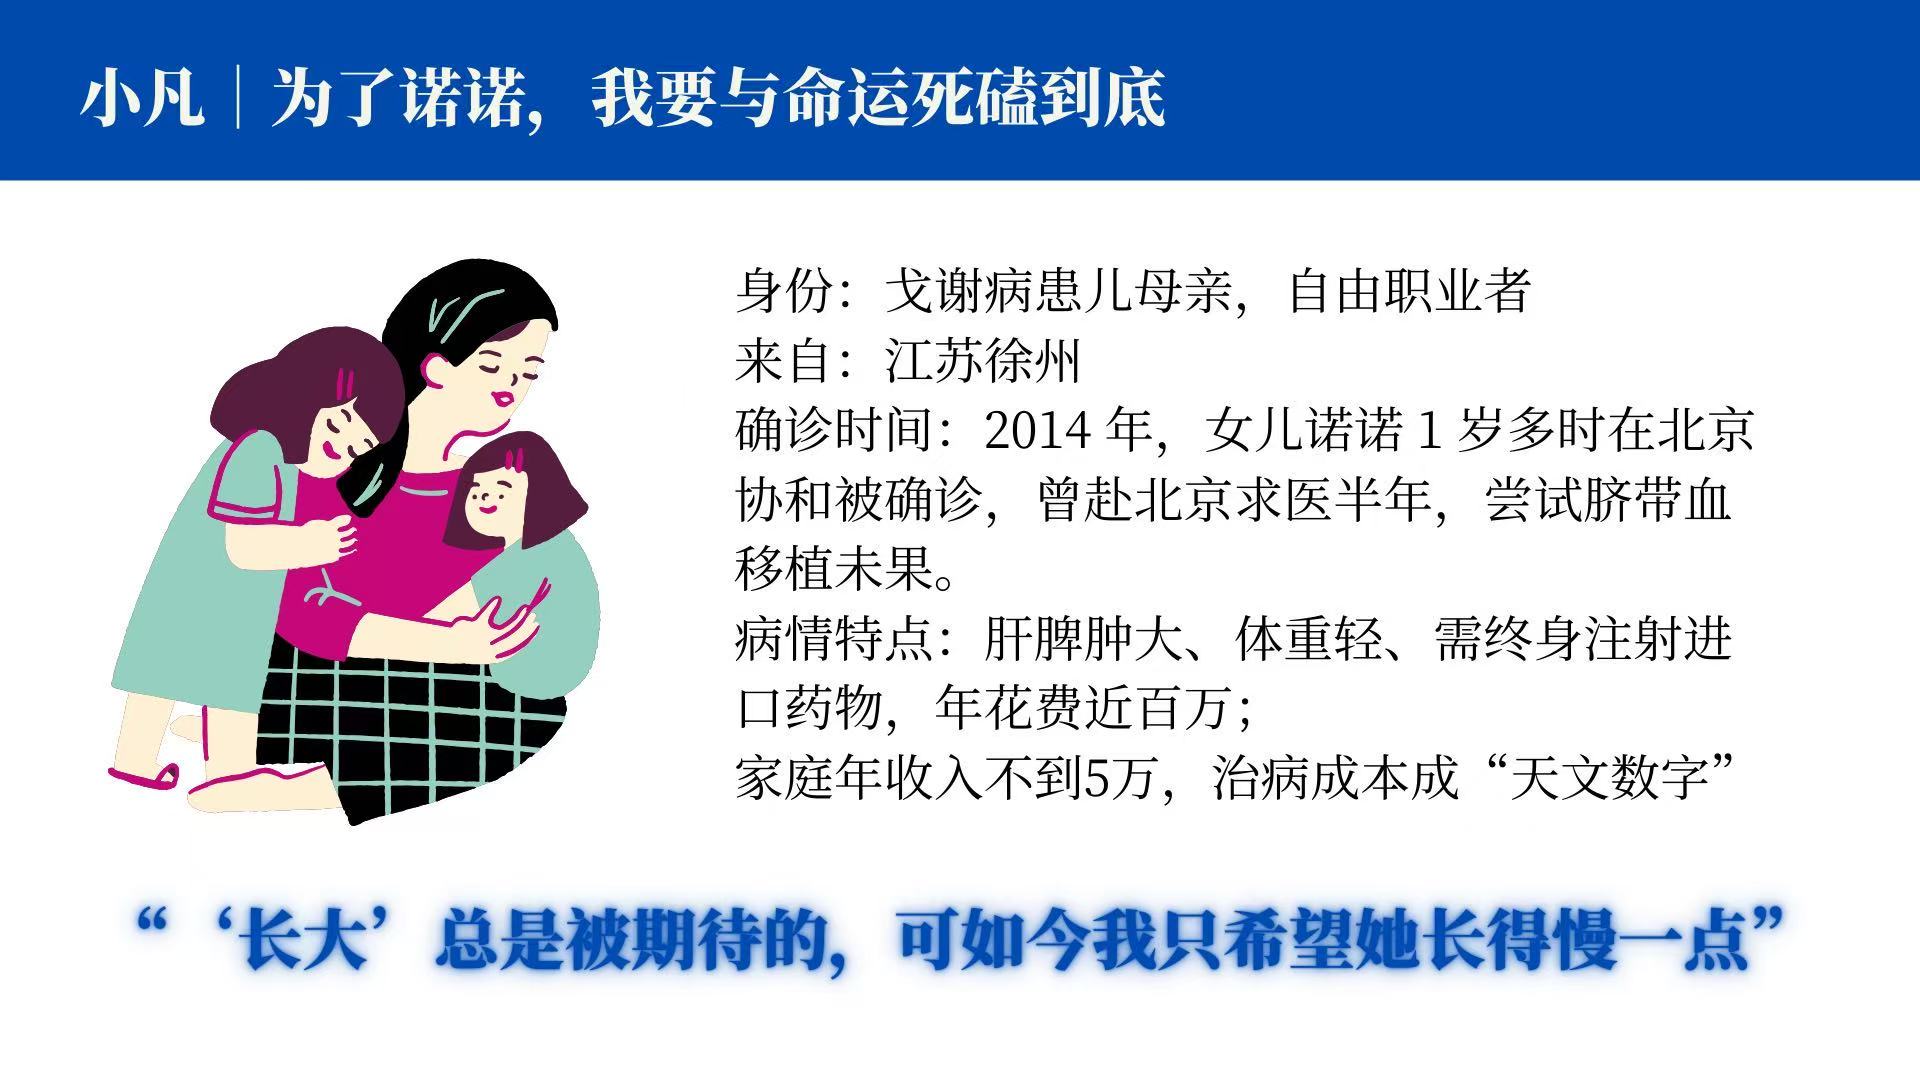 小凡｜为了诺诺，我要与命运死磕到底
身份：戈谢病患儿母亲，自由职业者
来自：江苏徐州
确诊时间：2014 年，女儿诺诺 1 岁多时在北京
协和被确诊，曾赴北京求医半年，尝试脐带血
移植未果。
病情特点：肝脾肿大、体重轻、需终身注射进
口药物，年花费近百万；
家庭年收入不到5万，治病成本成“天文数字”
“‘长大’总是被期待的，可如今我只希望她长得慢一点”